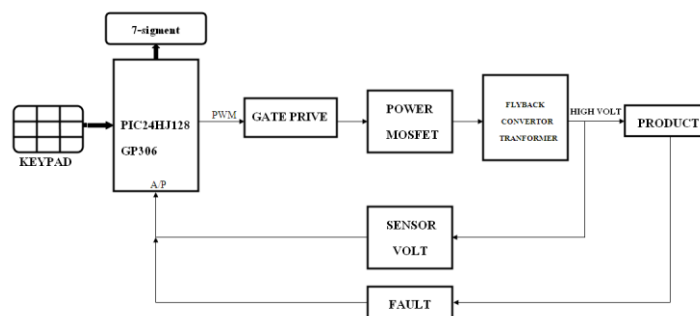 7-sigment
PIC24HJ128
GP306
A/P
KEYPAD
PWM
GATE PRIVE
POWER
MOSFET
FLYBACK
CONVERTOR
TRANFORMER
HIGH VOLT
PRODUCT
SENSOR
VOLT
FAULT